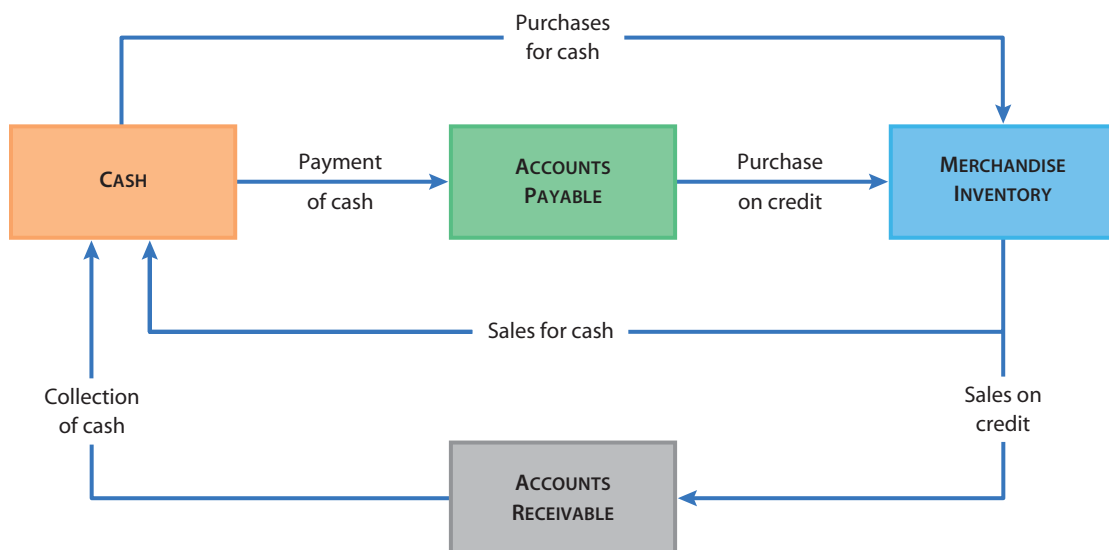 Purchases
for cash
CASH
Payment
of cash
ACCOUNTS
PAYABLE
Purchase
on credit
MERCHANDISE
INVENTORY
Sales for cash
Collection
of cash
Sales on
credit
ACCOUNTS
RECEIVABLE